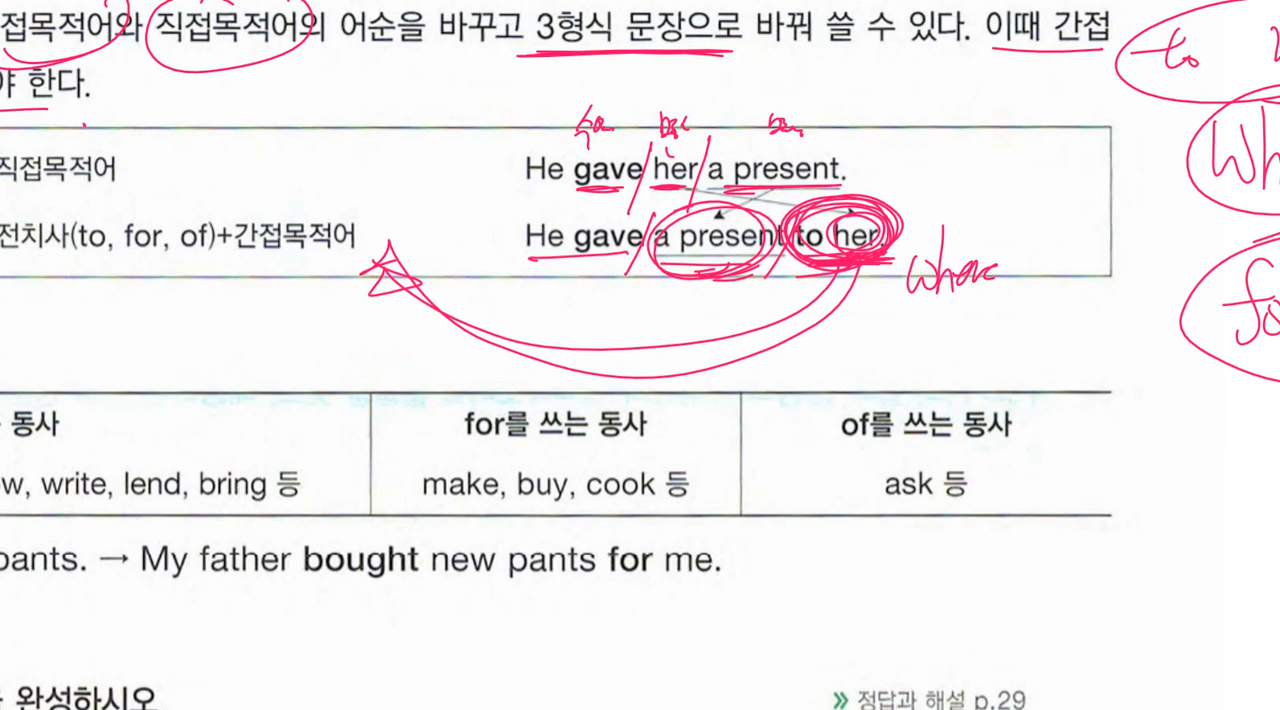 접목적어와 직접목적어의 어순을 바꾸고 3형식 문장으로 바꿔 쓸 수 있다. 이때 간접
야 한다.
to
직접목적어
He gave her a present.
전치사(to, for, of)+간접목적어
He gave a present to her.
동사
for를 쓰는 동사
of를 쓰는 동사
w, write, lend, bring 등
make, buy, cook 등
ask 등
pants. → My father bought new pants for me.
완성하시오
» 정답과 해설 p.29